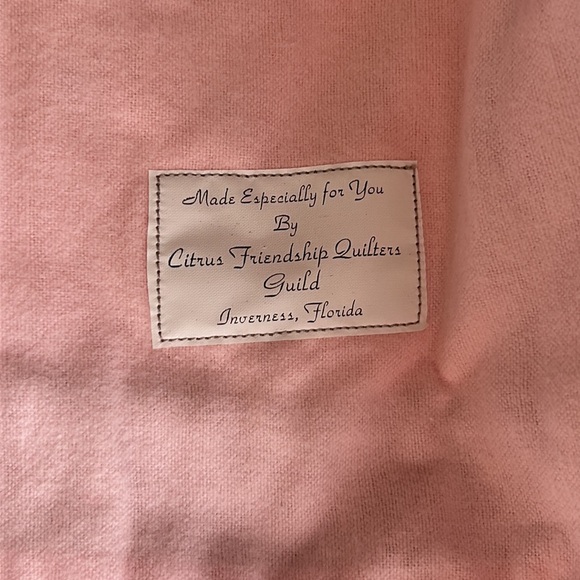 Made Especially for You
By
Citrus Friendship Quilters
Guild
Inverness, Florida